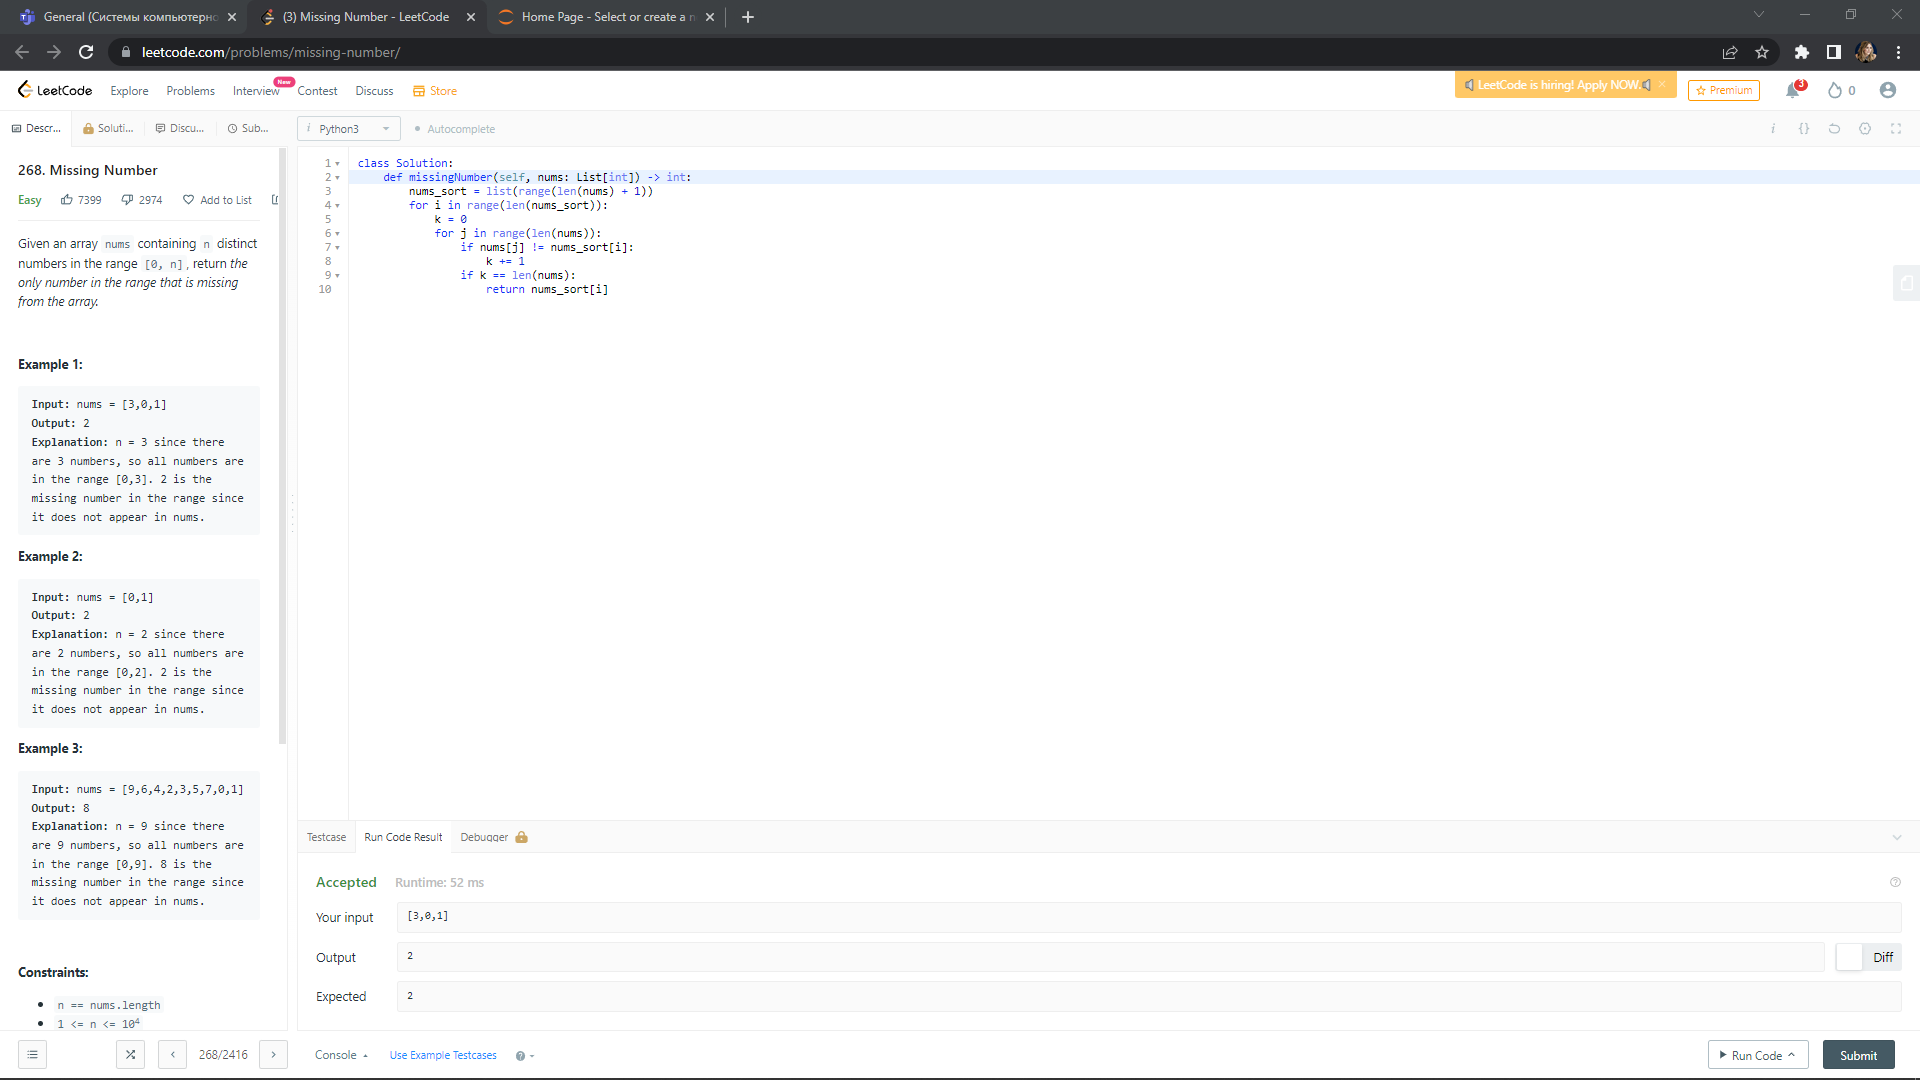 General (Системы компьютерно
(3) Missing Number - LeetCode
Home Page - Select or create a n
leetcode.com/problems/missing-number/
LeetCode
Explore
Problems
Interview
New
Contest
Discuss
Store
LeetCode is hiring! Apply NOW.
Premium
3
0
Descr...
Soluti...
Discu...
Sub...
i Python3
Autocomplete
i {}
268. Missing Number
Easy 7399 2974 Add to List
Given an array nums containing n distinct
numbers in the range [0, n], return the
only number in the range that is missing
from the array.
Example 1:
Input: nums = [3,0,1]
Output: 2
Explanation: n = 3 since there
are 3 numbers, so all numbers are
in the range [0,3]. 2 is the
missing number in the range since
it does not appear in nums.
Example 2:
Input: nums = [0,1]
Output: 2
Explanation: n = 2 since there
are 2 numbers, so all numbers are
in the range [0,2]. 2 is the
missing number in the range since
it does not appear in nums.
Example 3:
Input: nums = [9,6,4,2,3,5,7,0,1]
Output: 8
Explanation: n = 9 since there
are 9 numbers, so all numbers are
in the range [0,9]. 8 is the
missing number in the range since
it does not appear in nums.
Constraints:
n == nums.length
1 <= n <= 10⁴
1 class Solution:
2 def missingNumber(self, nums: List[int]) -> int:
3 nums_sort = list(range(len(nums) + 1))
4 for i in range(len(nums_sort)):
5 k = 0
6 for j in range(len(nums)):
7 if nums[j] != nums_sort[i]:
8 k += 1
9 if k == len(nums):
10 return nums_sort[i]
Testcase
Run Code Result
Debugger
Accepted Runtime: 52 ms
Your input [3,0,1]
Output 2
Diff
Expected 2
268/2416
Console
Use Example Testcases
Run Code
Submit